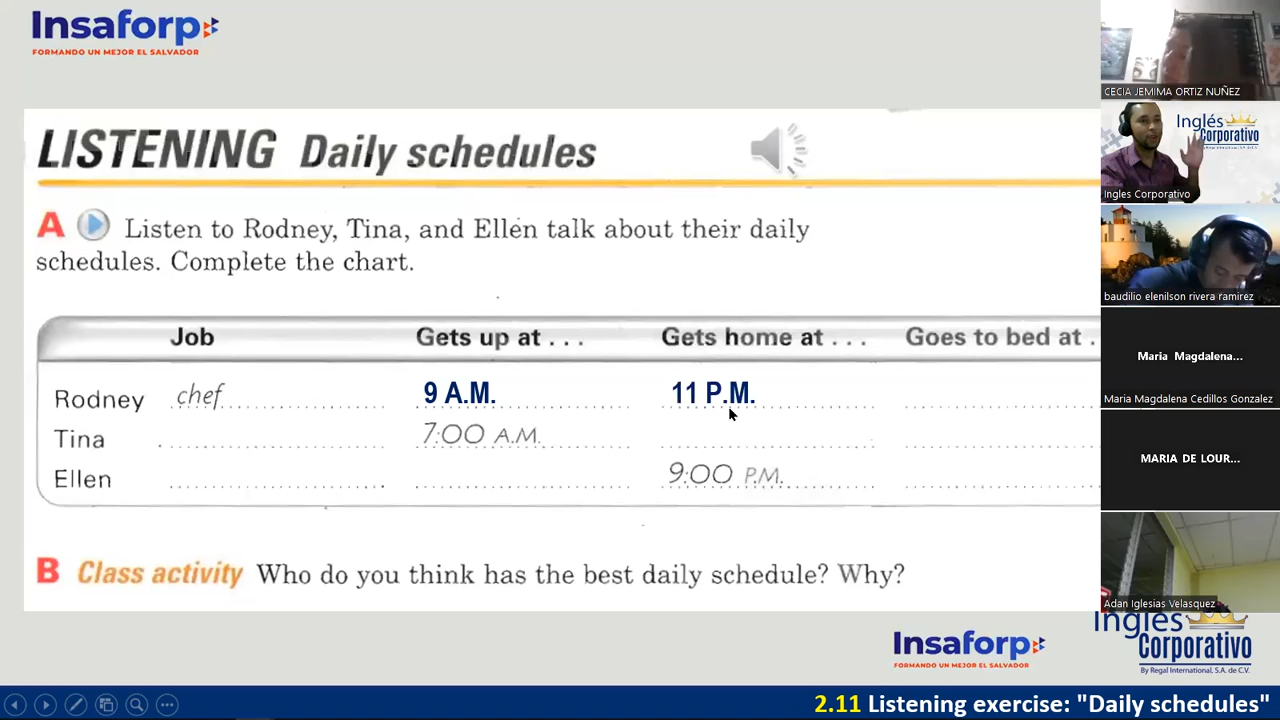 Insaforp
FORMANDO UN MEJOR EL SALVADOR
LISTENING Daily schedules
A Listen to Rodney, Tina, and Ellen talk about their daily
schedules. Complete the chart.
Job Gets up at . . . Gets home at . . . Goes to bed at .
Rodney chef 9 A.M. 11 P.M.
Tina 7:00 A.M.
Ellen 9:00 P.M.
B Class activity Who do you think has the best daily schedule? Why?
Insaforp
FORMANDO UN MEJOR EL SALVADOR
Inglés
Corporativo
By Regal International, S.A. de C.V.
2.11 Listening exercise: "Daily schedules"
CECIA JEMIMA ORTIZ NUÑEZ
Inglés
Corporativo
By Regal International, S.A. de C.V.
Ingles Corporativo
baudilio elenilson rivera ramirez
Maria Magdalena...
Maria Magdalena Cedillos Gonzalez
MARIA DE LOUR...
Adan Iglesias Velasquez